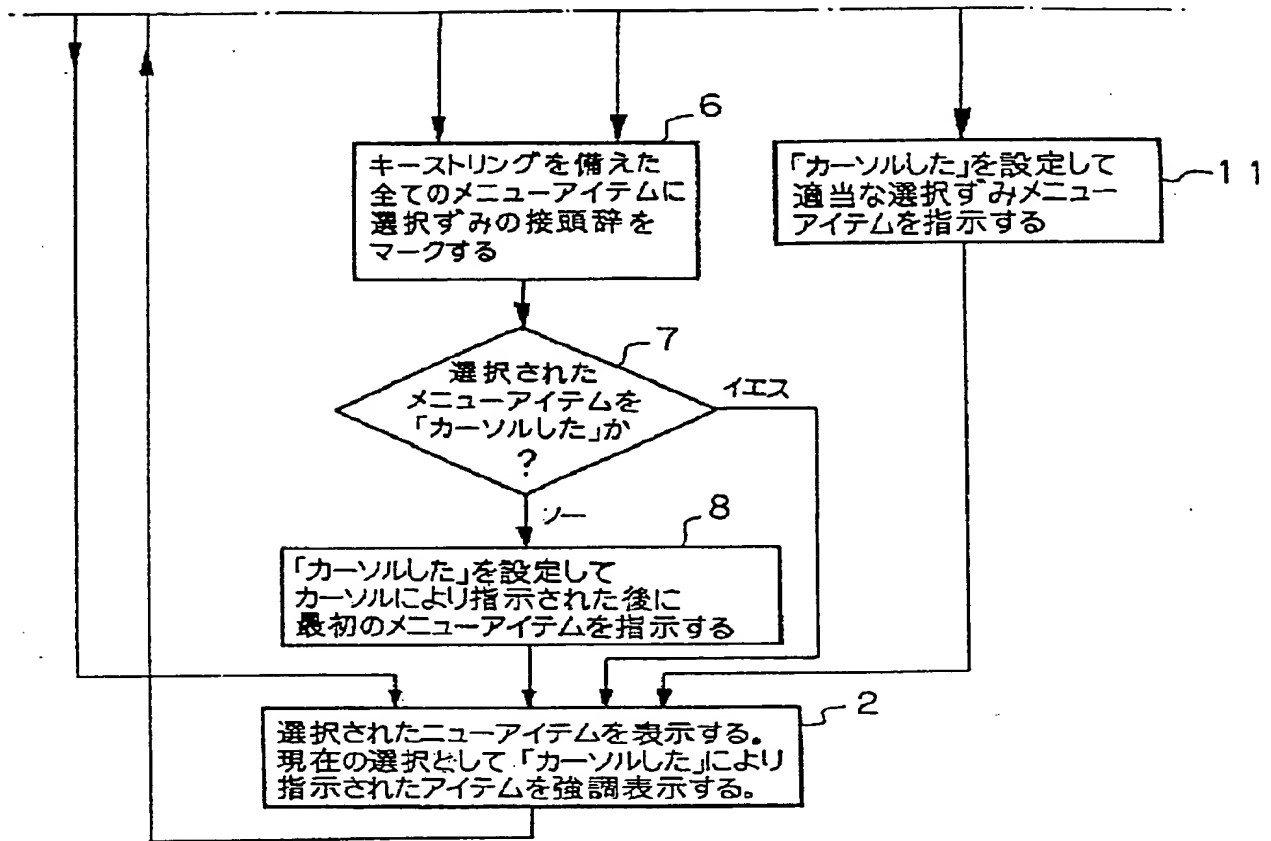 6
キーストリングを備えた
全てのメニューアイテムに
選択ずみの接頭辞を
マークする
11
「カーソルした」を設定して
適当な選択ずみメニュー
アイテムを指示する
7
選択された
メニューアイテムを
「カーソルした」か
?
イエス
ノー
8
「カーソルした」を設定して
カーソルにより指示された後に
最初のメニューアイテムを指示する
2
選択されたニューアイテムを表示する。
現在の選択として「カーソルした」により
指示されたアイテムを強調表示する。